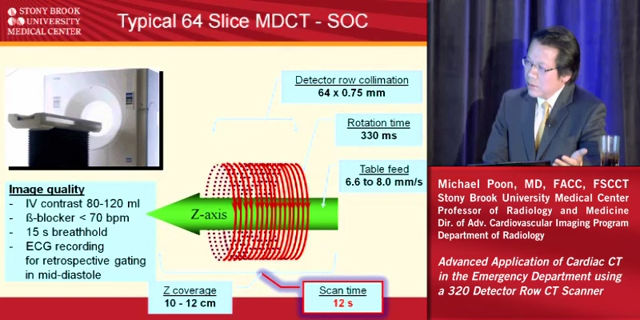 STONY BROOK
UNIVERSITY
MEDICAL CENTER
Typical 64 Slice MDCT - SOC
Detector row collimation
64 x 0.75 mm
Rotation time
330 ms
Table feed
6.6 to 8.0 mm/s
Image quality
- IV contrast 80-120 ml
- ß-blocker < 70 bpm
- 15 s breathhold
- ECG recording
for retrospective gating
in mid-diastole
Z-axis
Z coverage
10 - 12 cm
Scan time
12 s
Michael Poon, MD, FACC, FSCCT
Stony Brook University Medical Center
Professor of Radiology and Medicine
Dir. of Adv. Cardiovascular Imaging Program
Department of Radiology
Advanced Application of Cardiac CT
in the Emergency Department using
a 320 Detector Row CT Scanner